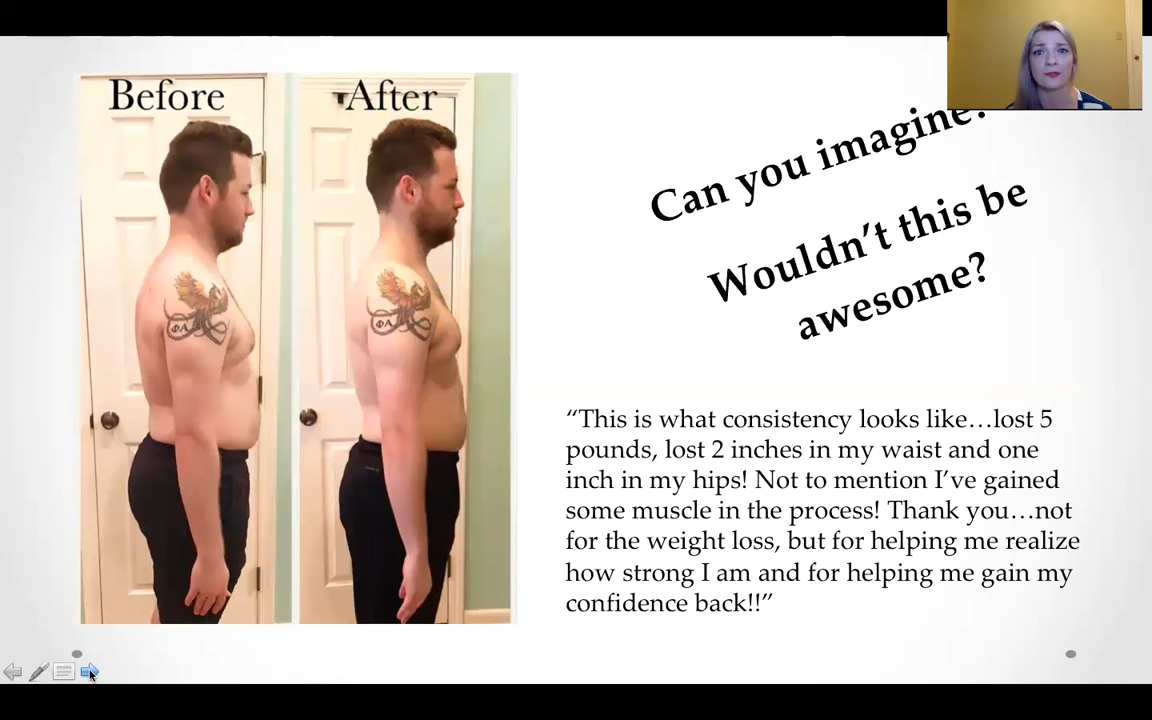 Before
After
Can you imagine?
Wouldn’t this be
awesome?
ΦΑ
“This is what consistency looks like…lost 5
pounds, lost 2 inches in my waist and one
inch in my hips! Not to mention I’ve gained
some muscle in the process! Thank you…not
for the weight loss, but for helping me realize
how strong I am and for helping me gain my
confidence back!!”